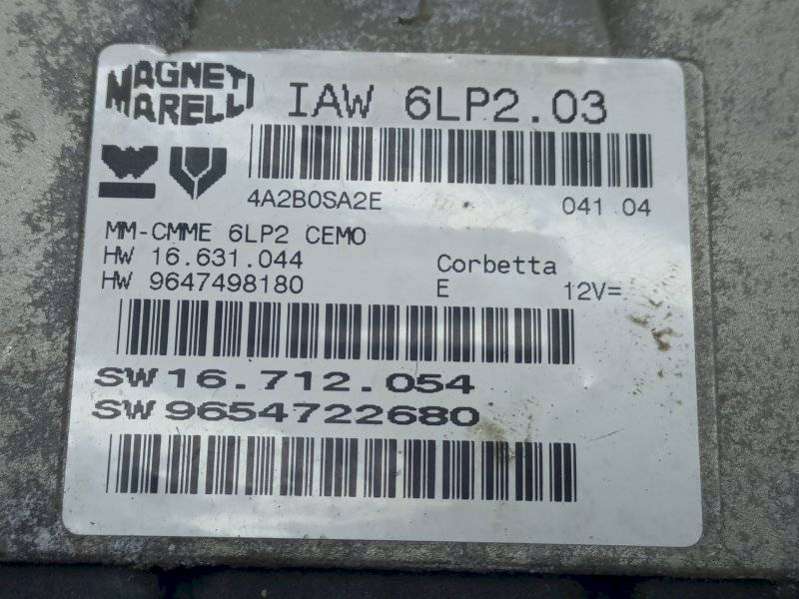 MAGNETI MARELLI
IAW 6LP2.03
4A2B0SA2E 041 04
MM-CMME 6LP2 CEMO
HW 16.631.044 Corbetta
HW 9647498180 E 12V=
SW 16.712.054
SW 9654722680